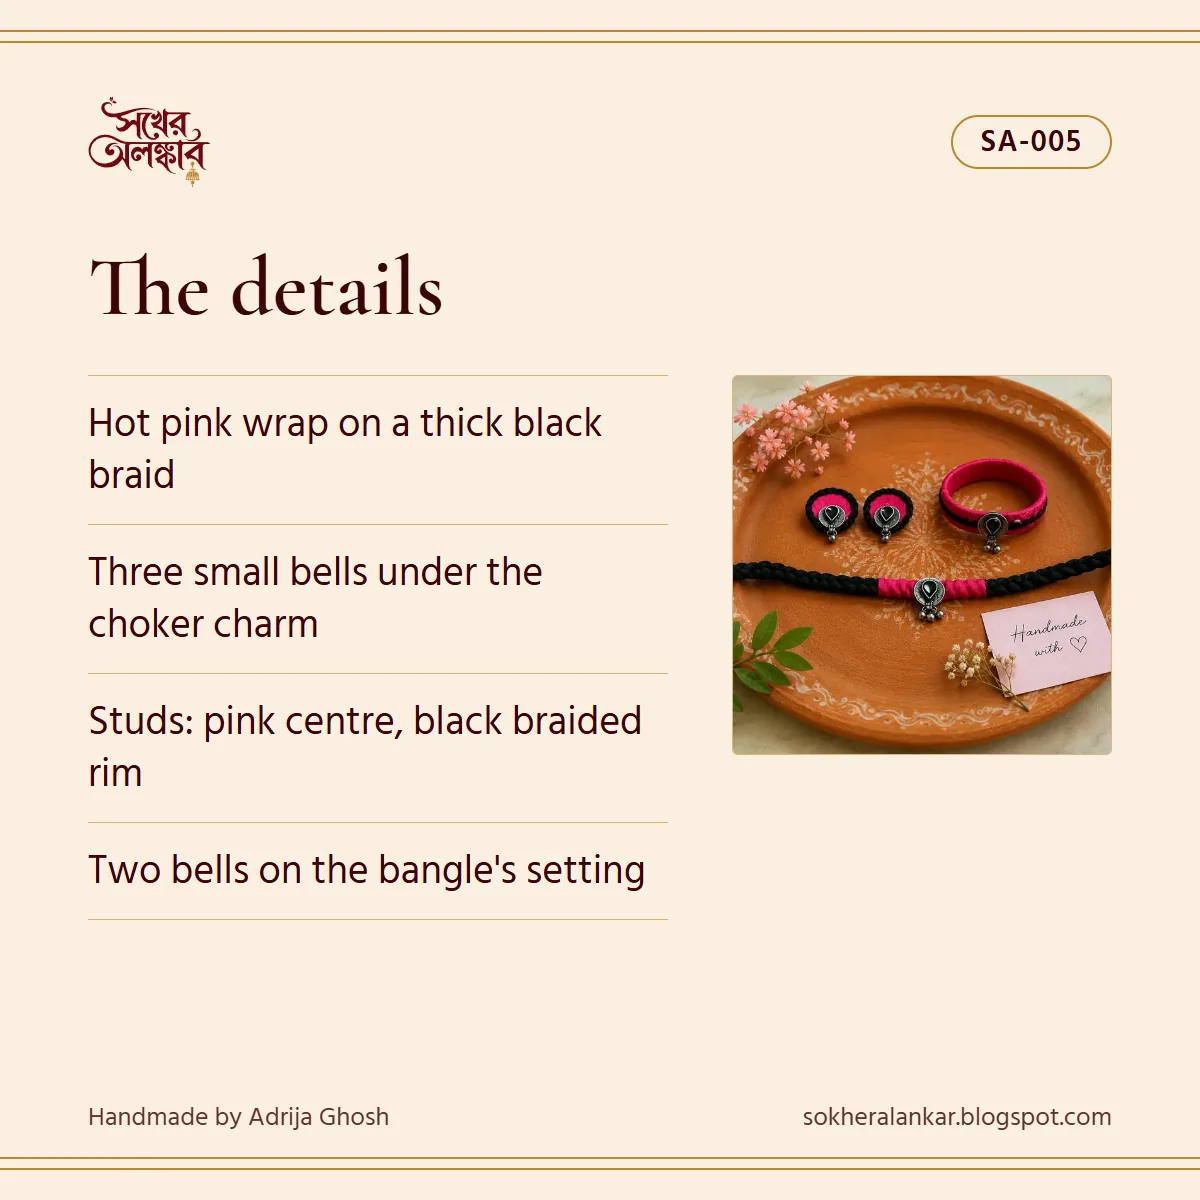 সখের
অলঙ্কার
SA-005
The details
Hot pink wrap on a thick black
braid
Three small bells under the
choker charm
Studs: pink centre, black braided
rim
Two bells on the bangle's setting
Handmade
with ♡
Handmade by Adrija Ghosh
sokheralankar.blogspot.com